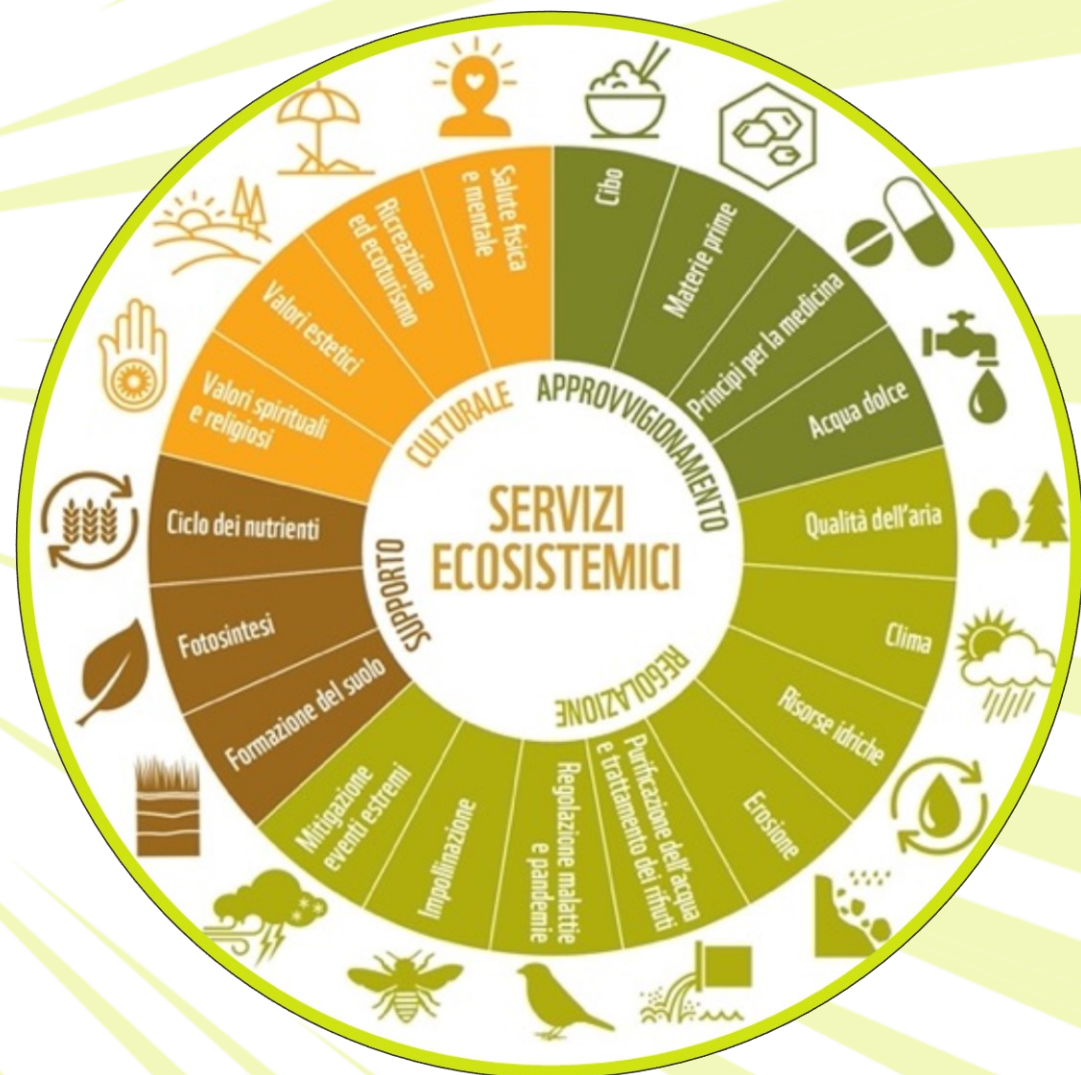 SERVIZI
ECOSISTEMICI
APPROVVIGIONAMENTO
Cibo
Materie prime
Principi per la medicina
Acqua dolce
REGOLAZIONE
Qualità dell'aria
Clima
Risorse idriche
Erosione
Purificazione dell'acqua
e trattamento dei rifiuti
Regolazione malattie
e pandemie
Impollinazione
Mitigazione
eventi estremi
SUPPORTO
Formazione del suolo
Fotosintesi
Ciclo dei nutrienti
CULTURALE
Valori spirituali
e religiosi
Valori estetici
Ricreazione
ed ecoturismo
Salute fisica
e mentale